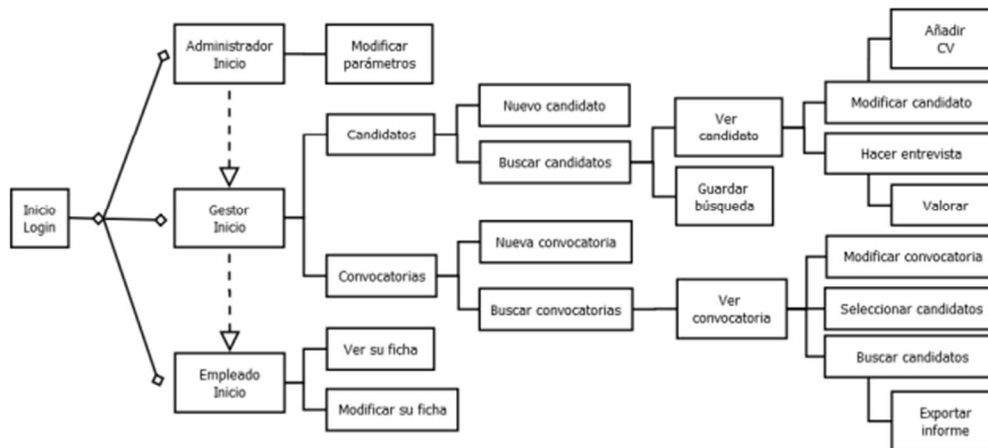 Inicio
Login
Administrador
Inicio
Modificar
parámetros
Gestor
Inicio
Candidatos
Nuevo candidato
Buscar candidatos
Ver
candidato
Añadir
CV
Modificar candidato
Hacer entrevista
Valorar
Guardar
búsqueda
Convocatorias
Nueva convocatoria
Buscar convocatorias
Ver
convocatoria
Modificar convocatoria
Seleccionar candidatos
Buscar candidatos
Exportar
informe
Empleado
Inicio
Ver su ficha
Modificar su ficha